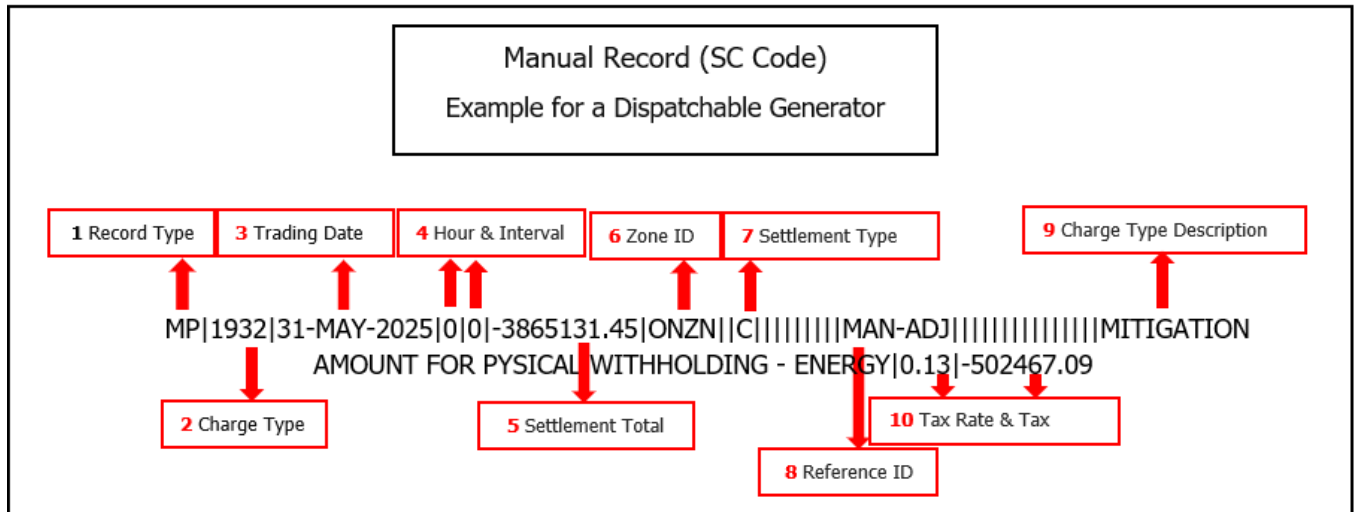 Manual Record (SC Code)
Example for a Dispatchable Generator
1 Record Type
3 Trading Date
4 Hour & Interval
6 Zone ID
7 Settlement Type
9 Charge Type Description
MP|1932|31-MAY-2025|0|0|-3865131.45|ONZN||C|||||||||MAN-ADJ|||||||||||||||MITIGATION
AMOUNT FOR PYSICAL WITHHOLDING - ENERGY|0.13|-502467.09
2 Charge Type
5 Settlement Total
10 Tax Rate & Tax
8 Reference ID